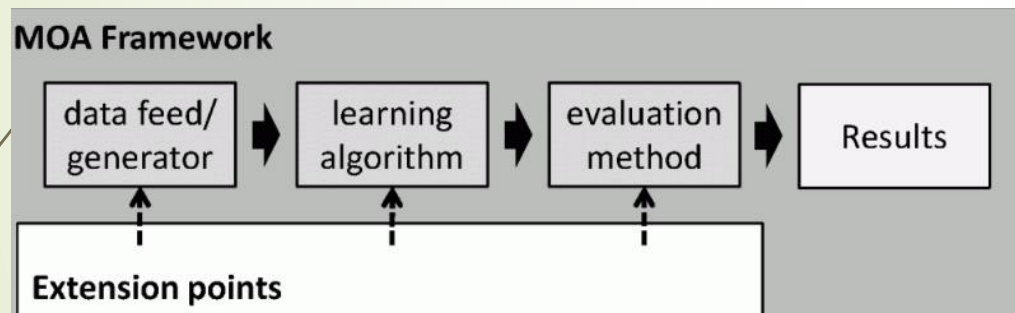 MOA Framework
data feed/
generator
learning
algorithm
evaluation
method
Results
Extension points